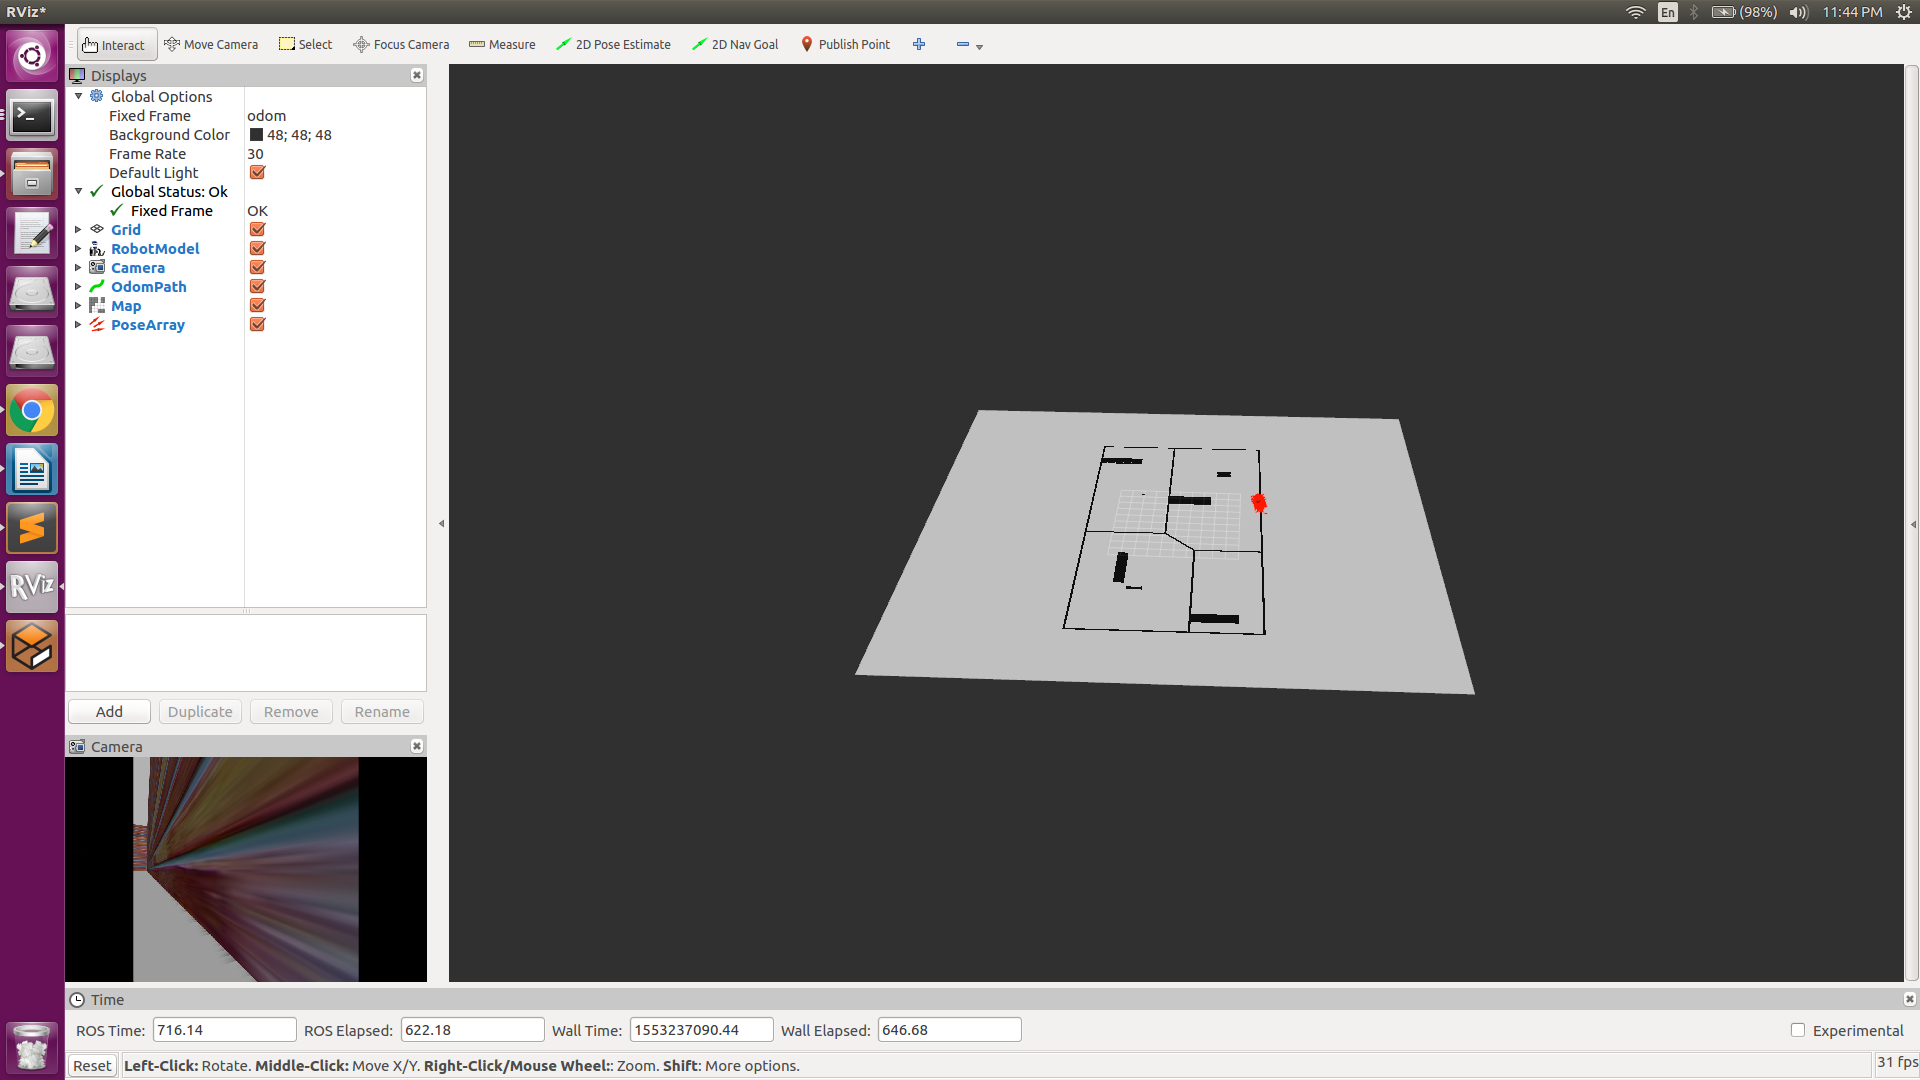 RViz*
En
(98%)
11:44 PM
Interact
Move Camera
Select
Focus Camera
Measure
2D Pose Estimate
2D Nav Goal
Publish Point
Displays
Global Options
Fixed Frame odom
Background Color 48; 48; 48
Frame Rate 30
Default Light
Global Status: Ok
Fixed Frame OK
Grid
RobotModel
Camera
OdomPath
Map
PoseArray
RViz
Add Duplicate Remove Rename
Camera
Time
ROS Time: 716.14 ROS Elapsed: 622.18 Wall Time: 1553237090.44 Wall Elapsed: 646.68 Experimental
Reset Left-Click: Rotate. Middle-Click: Move X/Y. Right-Click/Mouse Wheel:: Zoom. Shift: More options. 31 fps